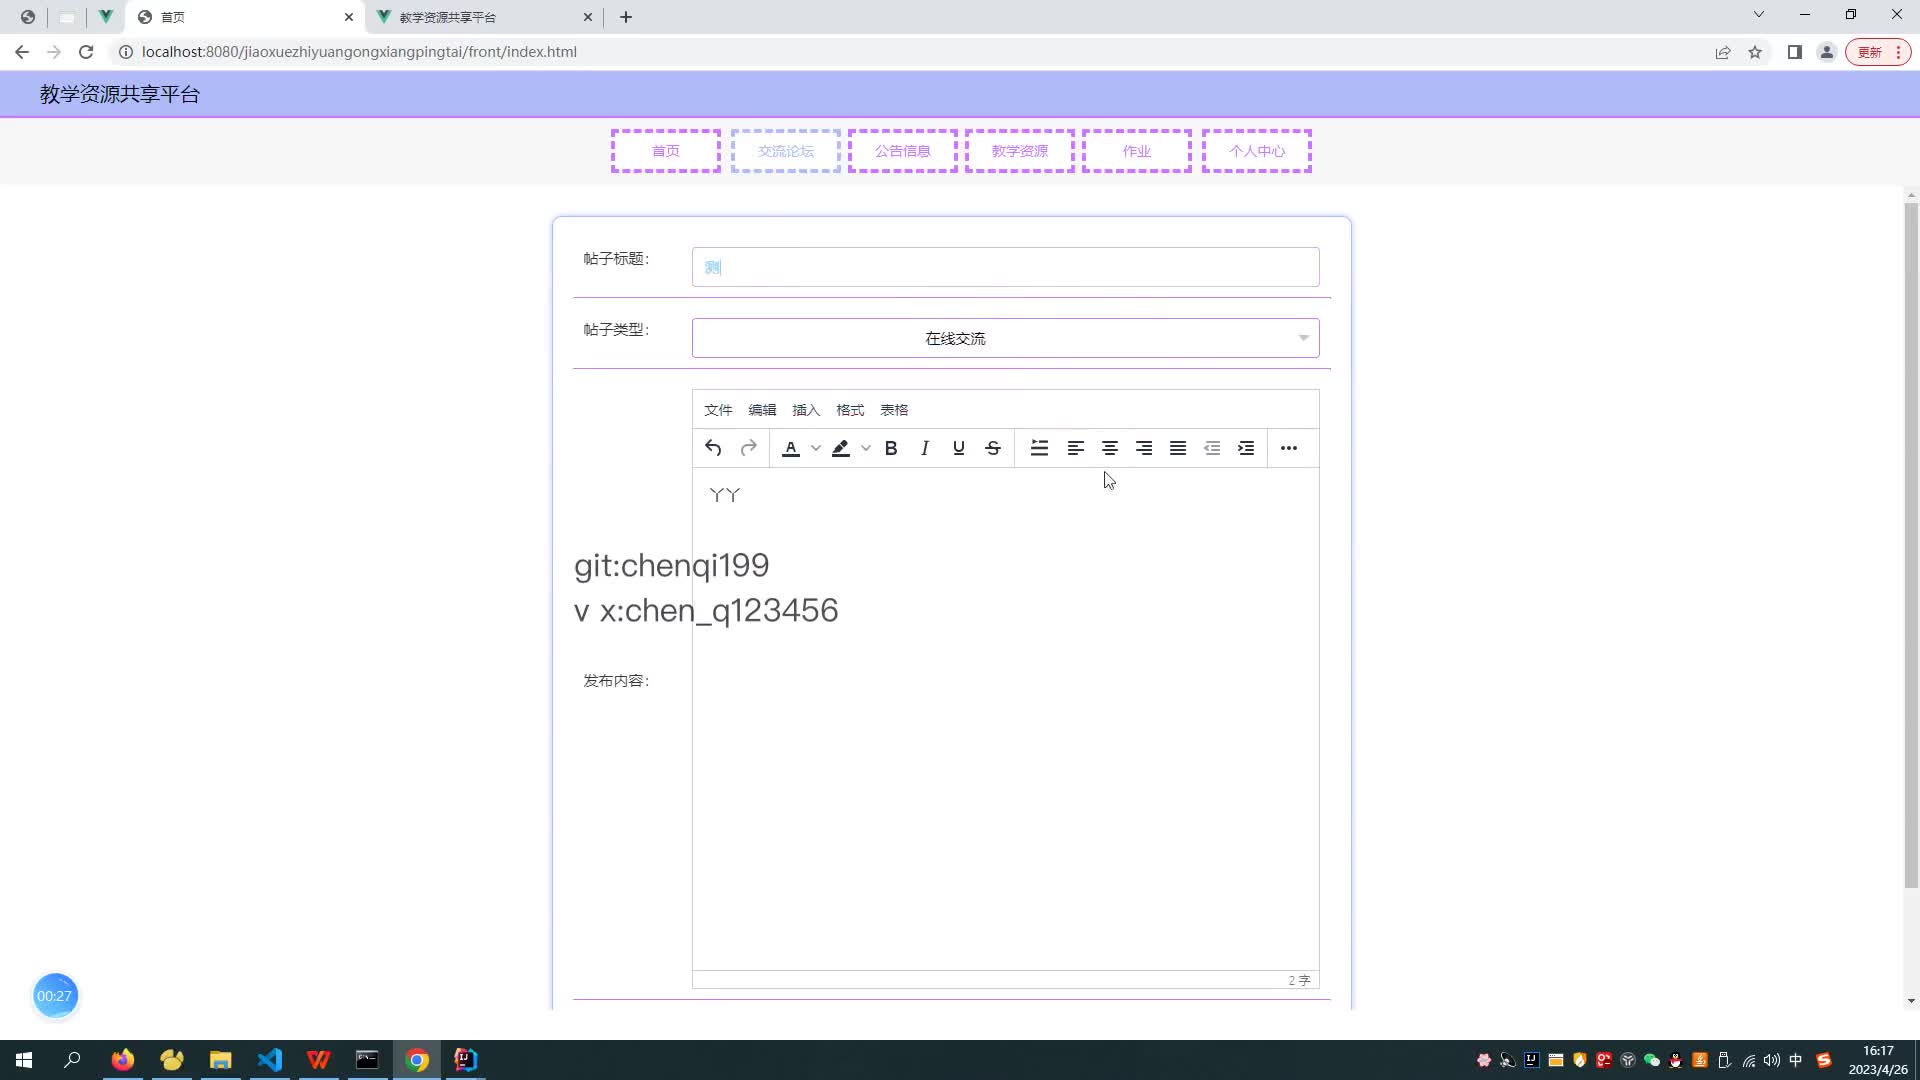 首页
教学资源共享平台
localhost:8080/jiaoxuezhiyuangongxiangpingtai/front/index.html
更新
教学资源共享平台
首页
交流论坛
公告信息
教学资源
作业
个人中心
帖子标题：
测
帖子类型：
在线交流
文件 编辑 插入 格式 表格
丫丫
git:chenqi199
v x:chen_q123456
发布内容：
2 字
00:27
中
16:17
2023/4/26